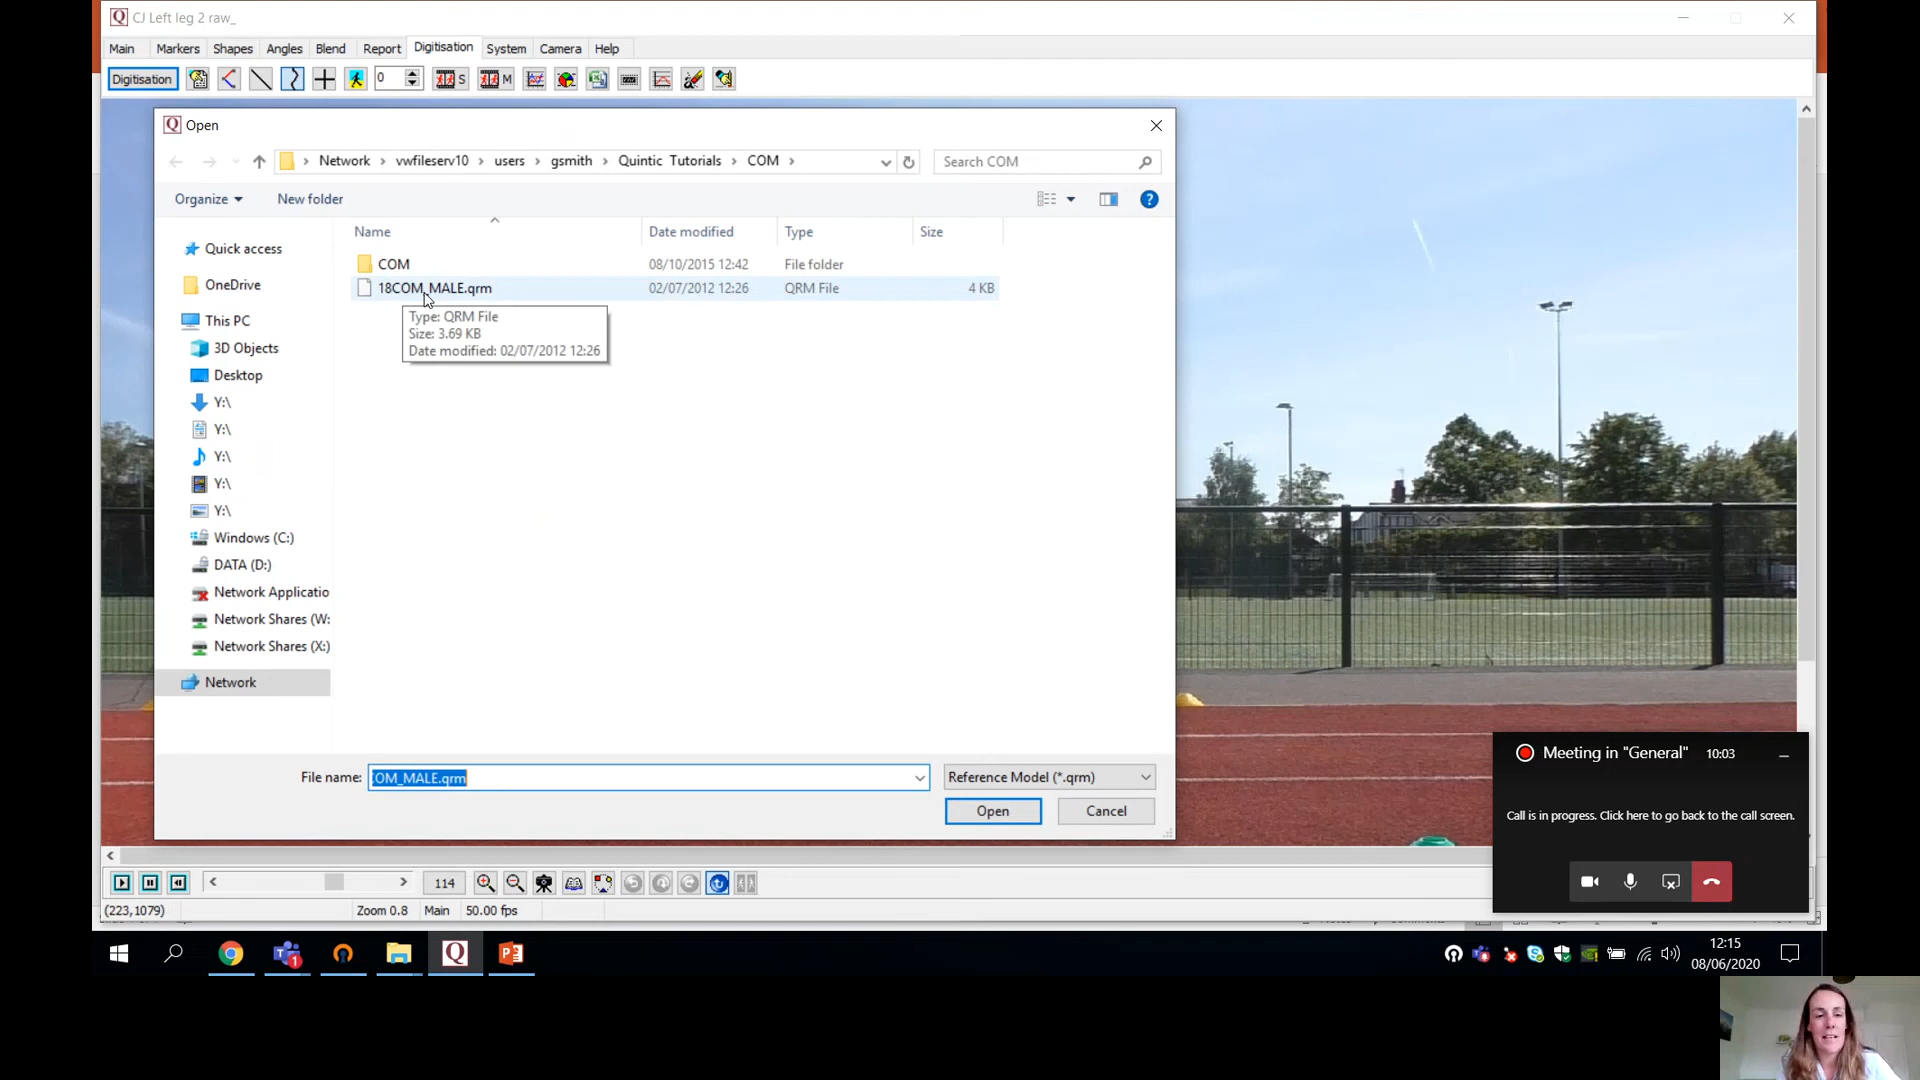 CJ Left leg 2 raw_
Main Markers Shapes Angles Blend Report Digitisation System Camera Help
Digitisation 0 S M
Open
Network vwfileserv10 users gsmith Quintic Tutorials COM Search COM
Organize New folder
Name Date modified Type Size
Quick access
OneDrive
This PC
3D Objects
Desktop
Y:\
Y:\
Y:\
Y:\
Y:\
Windows (C:)
DATA (D:)
Network Applicatio
Network Shares (W:
Network Shares (X:)
Network
COM 08/10/2015 12:42 File folder
18COM_MALE.qrm 02/07/2012 12:26 QRM File 4 KB
Type: QRM File
Size: 3.69 KB
Date modified: 02/07/2012 12:26
File name: COM_MALE.qrm Reference Model (*.qrm)
Open Cancel
Meeting in "General" 10:03
Call is in progress. Click here to go back to the call screen.
114
(223,1079) Zoom 0.8 Main 50.00 fps
12:15
08/06/2020